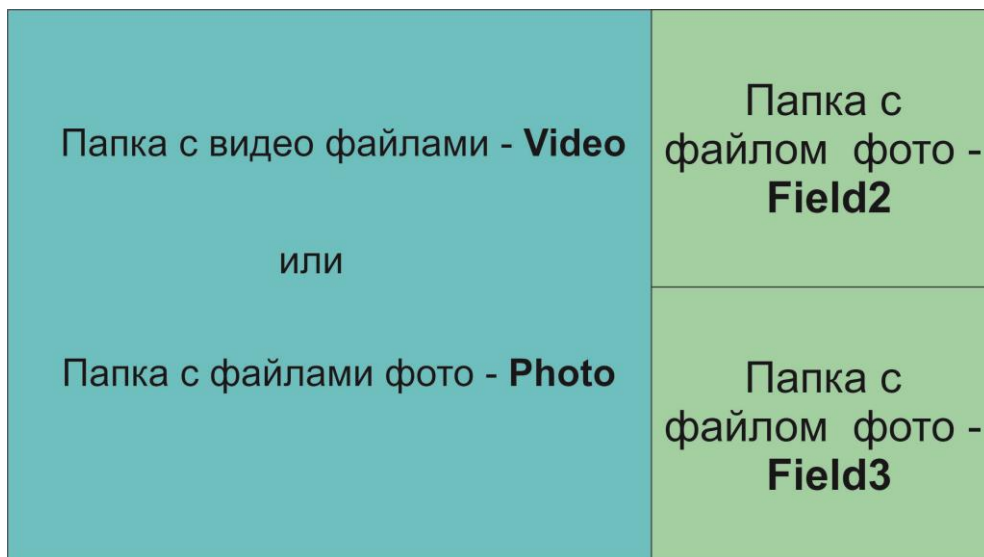 Папка с видео файлами - Video
или
Папка с файлами фото - Photo
Папка с
файлом фото -
Field2
Папка с
файлом фото -
Field3